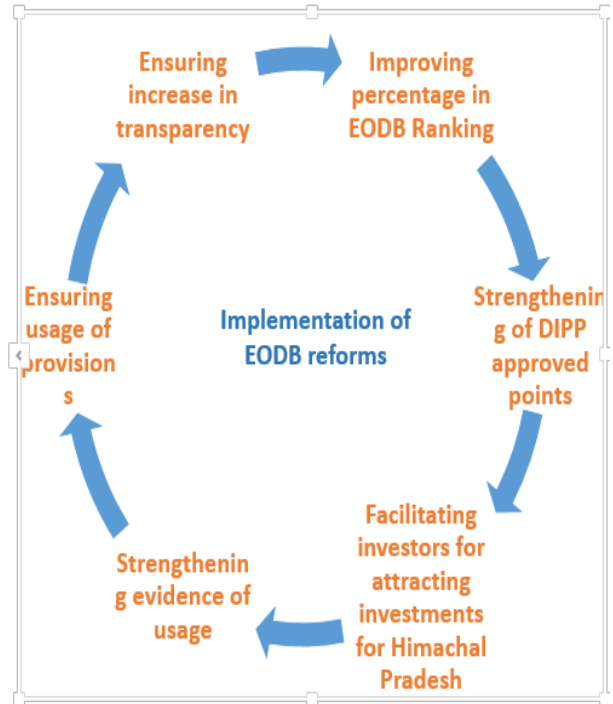 Ensuring
increase in
transparency
Improving
percentage in
EODB Ranking
Strengthenin
g of DIPP
approved
points
Facilitating
investors for
attracting
investments
for Himachal
Pradesh
Strengthenin
g evidence of
usage
Ensuring
usage of
provision
s
Implementation of
EODB reforms